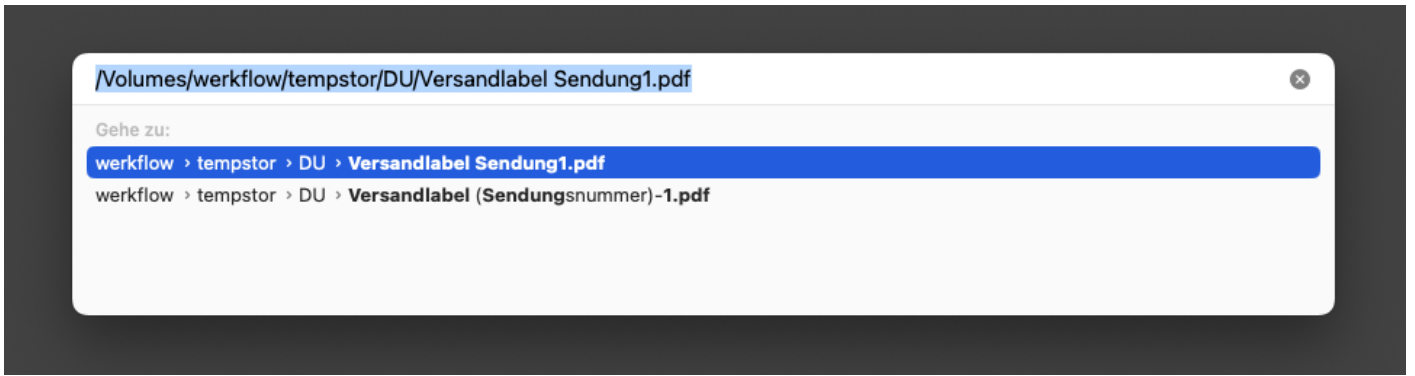 /Volumes/werkflow/tempstor/DU/Versandlabel Sendung1.pdf
Gehe zu:
werkflow › tempstor › DU › Versandlabel Sendung1.pdf
werkflow › tempstor › DU › Versandlabel (Sendungsnummer)-1.pdf